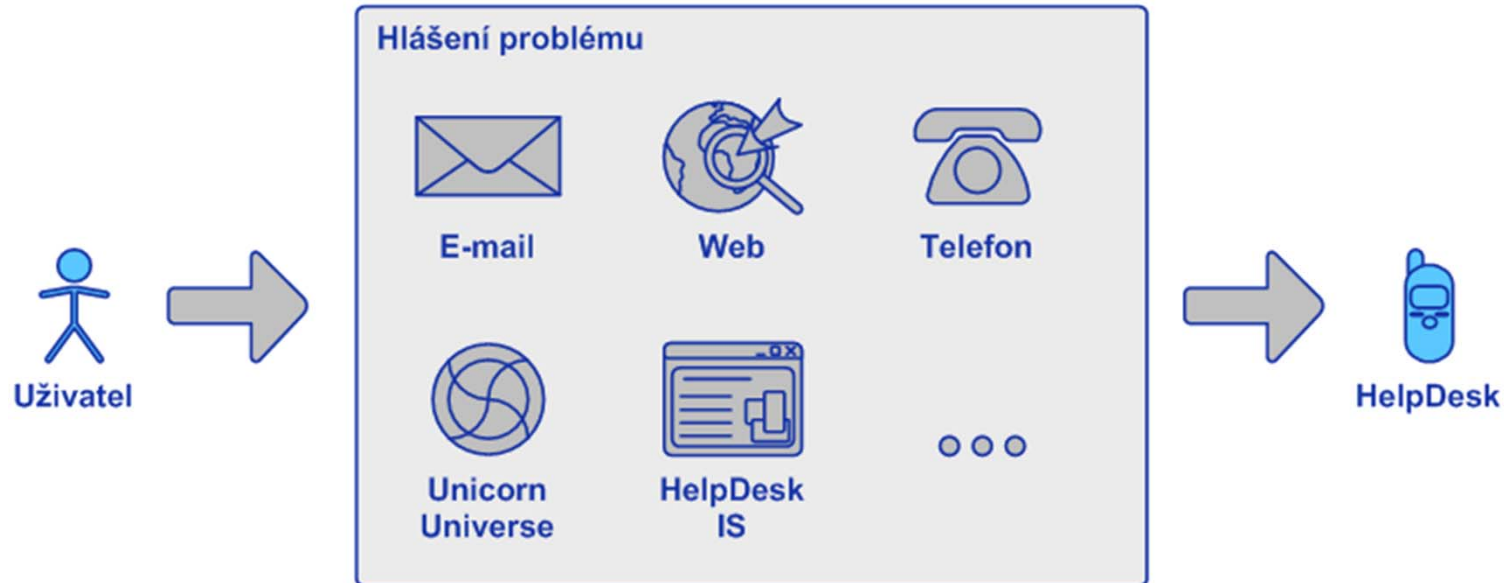 Hlášení problému
E-mail
Web
Telefon
Uživatel
HelpDesk
Unicorn
Universe
HelpDesk
IS